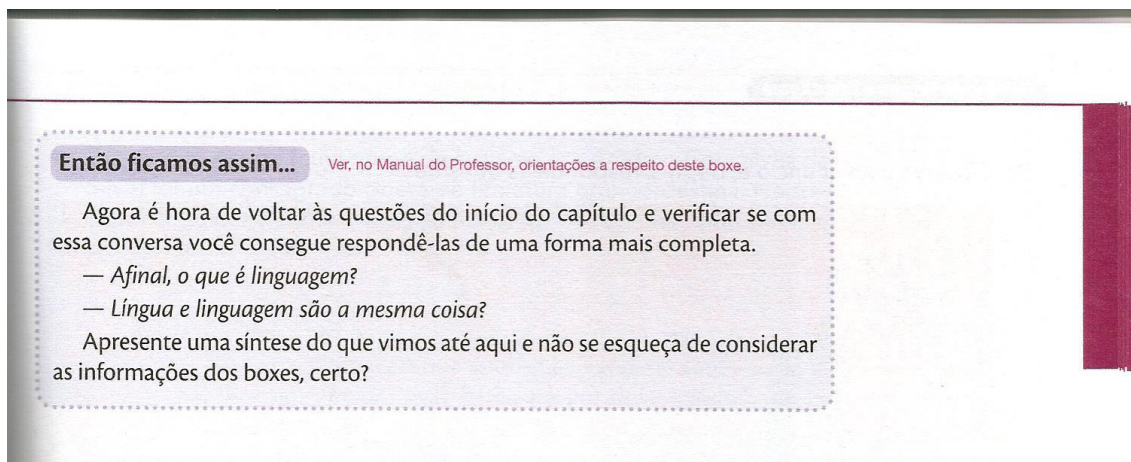 Então ficamos assim... Ver, no Manual do Professor, orientações a respeito deste boxe.
Agora é hora de voltar às questões do início do capítulo e verificar se com
essa conversa você consegue respondê-las de uma forma mais completa.
— Afinal, o que é linguagem?
— Língua e linguagem são a mesma coisa?
Apresente uma síntese do que vimos até aqui e não se esqueça de considerar
as informações dos boxes, certo?